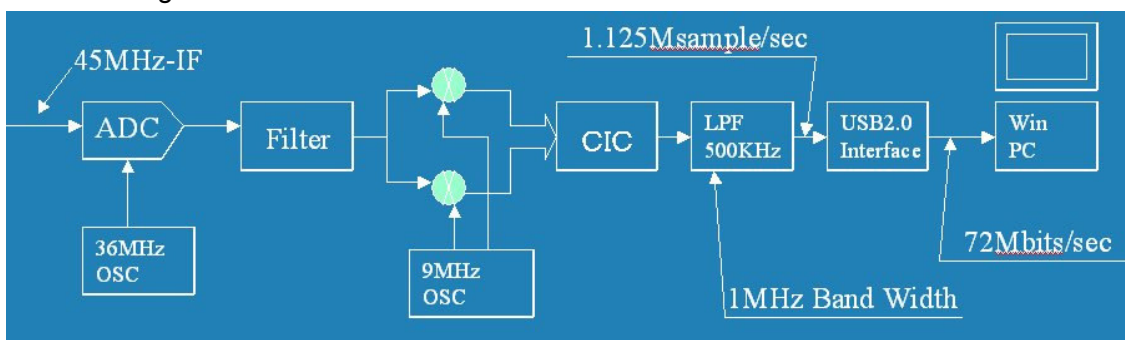 1.125Msample/sec
45MHz-IF
ADC
Filter
CIC
LPF
500KHz
USB2.0
Interface
Win
PC
36MHz
OSC
9MHz
OSC
72Mbits/sec
1MHz Band Width